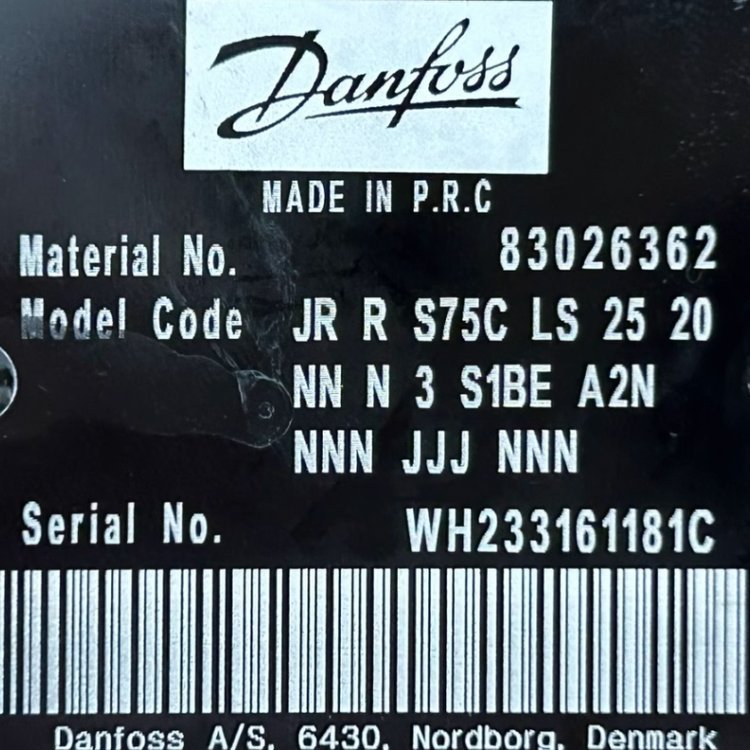 Danfoss
MADE IN P.R.C
Material No. 83026362
Model Code JR R S75C LS 25 20
NN N 3 S1BE A2N
NNN JJJ NNN
Serial No. WH233161181C
Danfoss A/S, 6430, Nordborg, Denmark